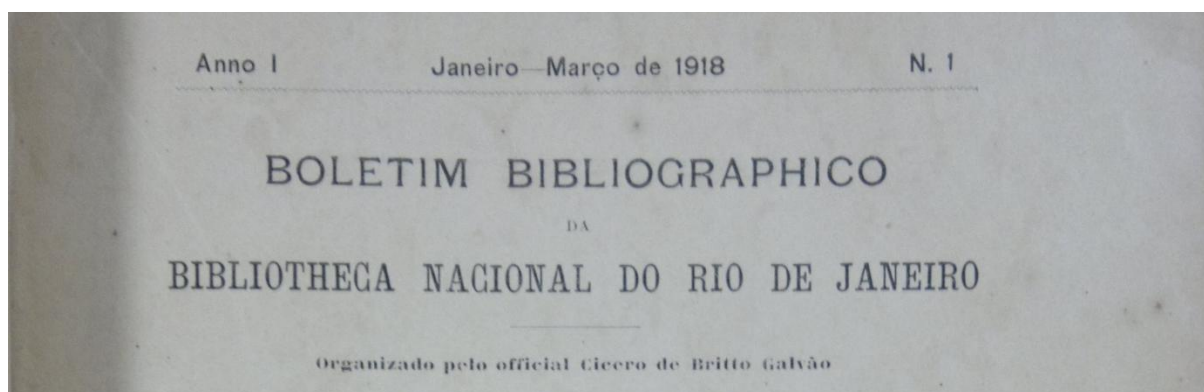 Anno I Janeiro—Março de 1918 N. 1
BOLETIM BIBLIOGRAPHICO
DA
BIBLIOTHECA NACIONAL DO RIO DE JANEIRO
Organizado pelo official Cicero de Britto Galvão